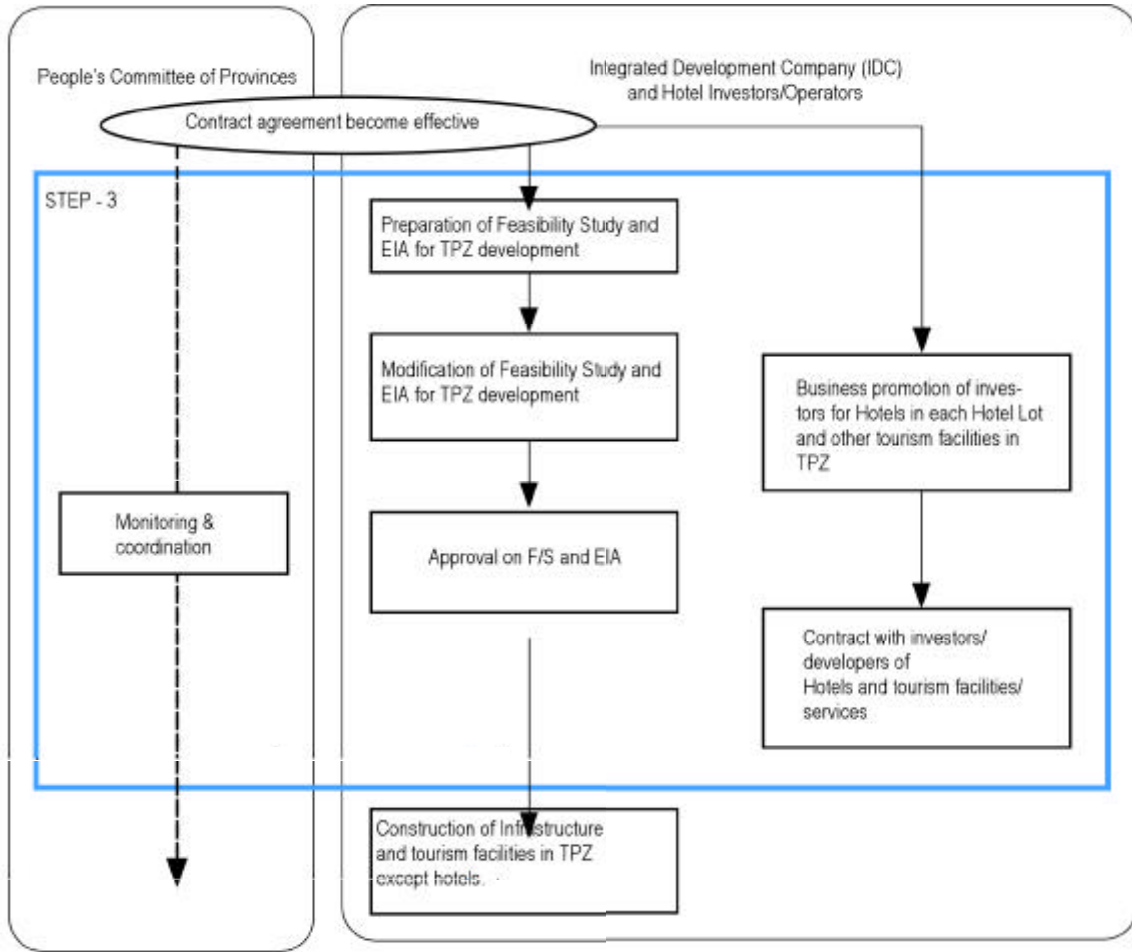 People's Committee of Provinces
Integrated Development Company (IDC)
and Hotel Investors/Operators
Contract agreement become effective
STEP - 3
Preparation of Feasibility Study and
EIA for TPZ development
Modification of Feasibility Study and
EIA for TPZ development
Business promotion of inves-
tors for Hotels in each Hotel Lot
and other tourism facilities in
TPZ
Monitoring &
coordination
Approval on F/S and EIA
Contract with investors/
developers of
Hotels and tourism facilities/
services
Construction of Infrastructure
and tourism facilities in TPZ
except hotels.